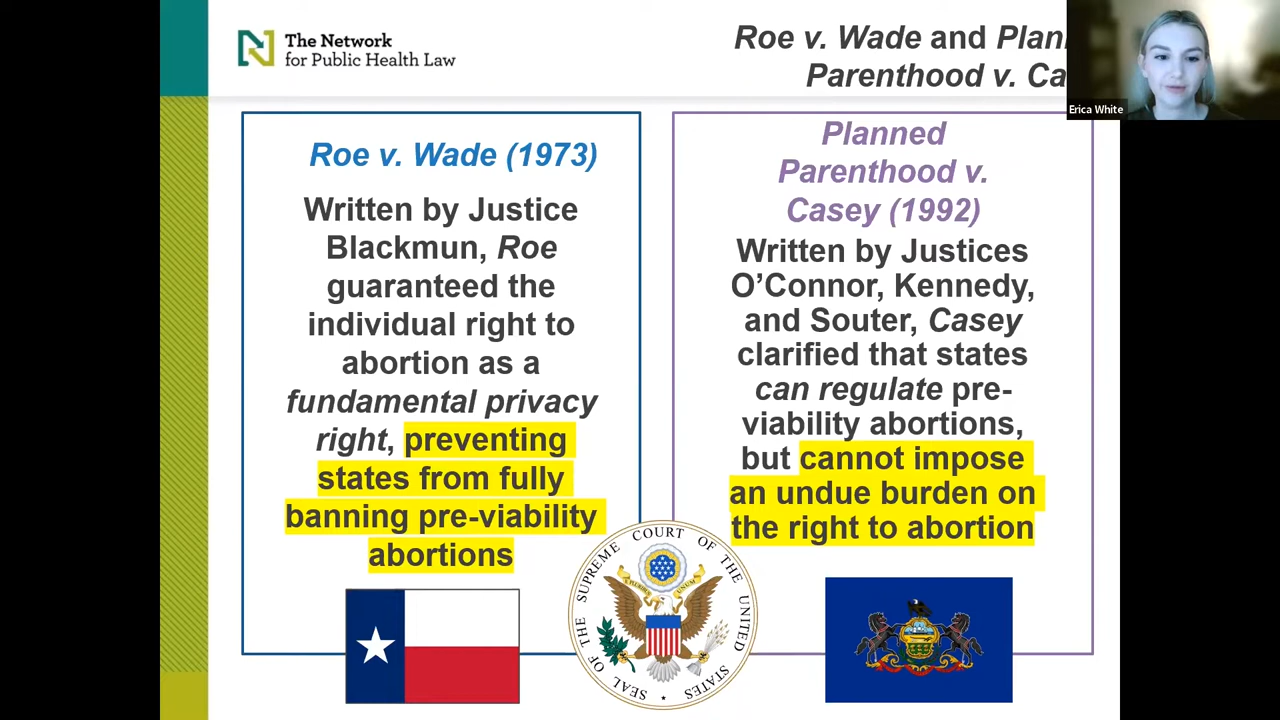 The Network
for Public Health Law
Roe v. Wade and Plan
Parenthood v. Ca
Erica White
Roe v. Wade (1973)
Written by Justice
Blackmun, Roe
guaranteed the
individual right to
abortion as a
fundamental privacy
right, preventing
states from fully
banning pre-viability
abortions
Planned
Parenthood v.
Casey (1992)
Written by Justices
O’Connor, Kennedy,
and Souter, Casey
clarified that states
can regulate pre-
viability abortions,
but cannot impose
an undue burden on
the right to abortion
SEAL OF THE SUPREME COURT OF THE UNITED STATES